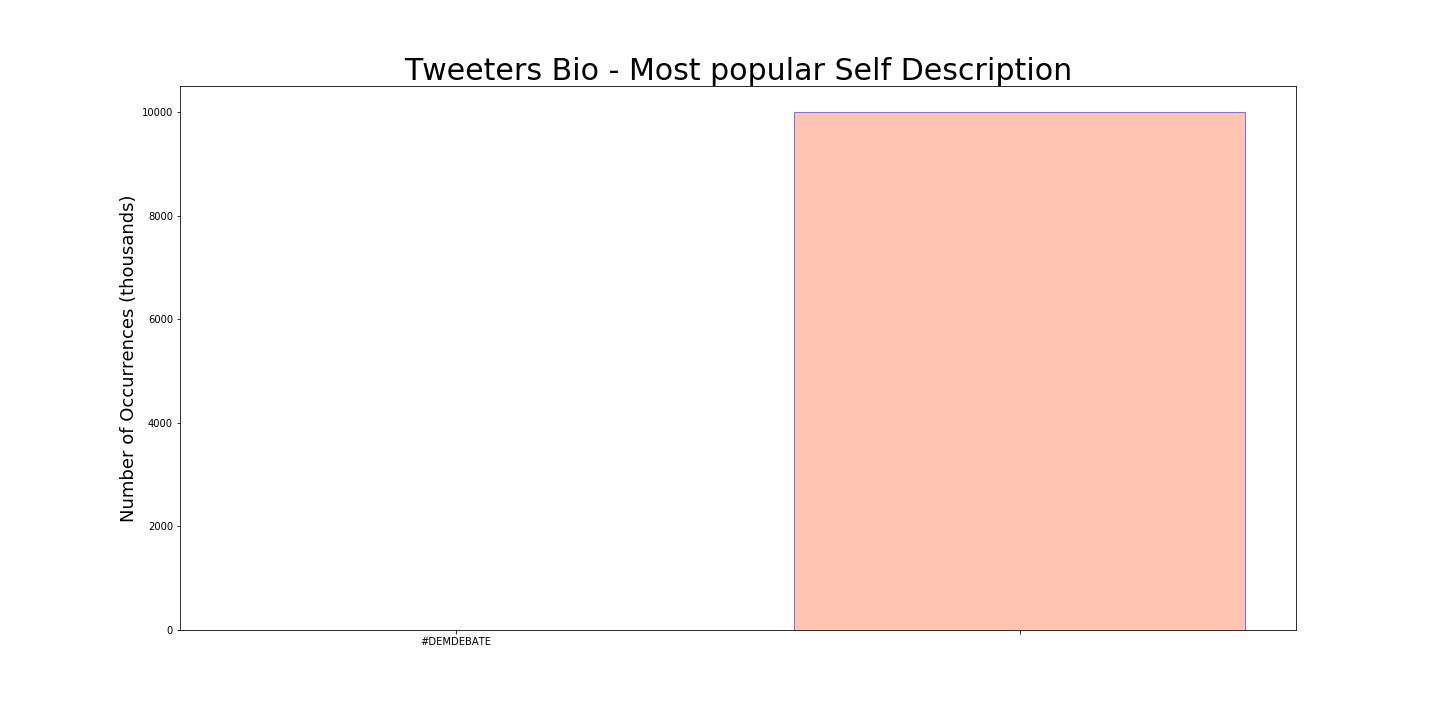 Tweeters Bio - Most popular Self Description
Number of Occurrences (thousands)
10000
8000
6000
4000
2000
0
#DEMDEBATE